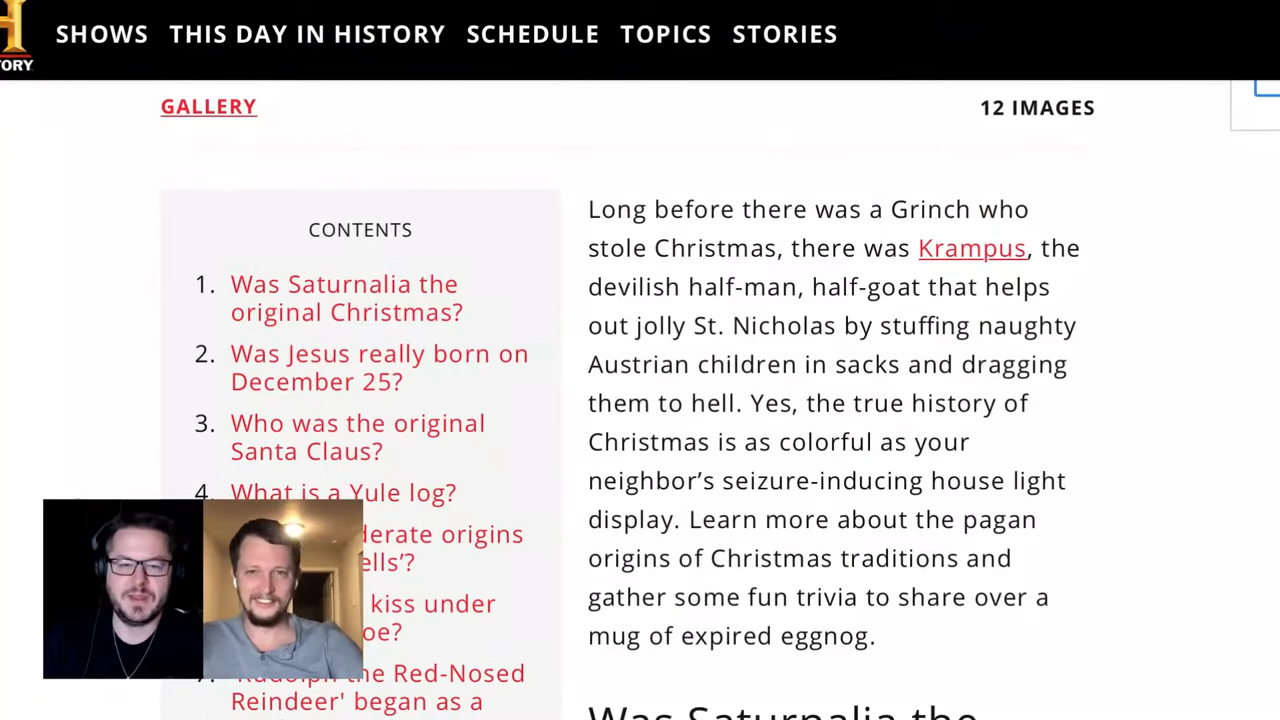 SHOWS THIS DAY IN HISTORY SCHEDULE TOPICS STORIES
TORY
GALLERY
12 IMAGES
CONTENTS
1. Was Saturnalia the
original Christmas?
2. Was Jesus really born on
December 25?
3. Who was the original
Santa Claus?
4. What is a Yule log?
derate origins
ells’?
kiss under
oe?
the Red-Nosed
Reindeer' began as a
Long before there was a Grinch who
stole Christmas, there was Krampus, the
devilish half-man, half-goat that helps
out jolly St. Nicholas by stuffing naughty
Austrian children in sacks and dragging
them to hell. Yes, the true history of
Christmas is as colorful as your
neighbor’s seizure-inducing house light
display. Learn more about the pagan
origins of Christmas traditions and
gather some fun trivia to share over a
mug of expired eggnog.
Was Saturnalia the